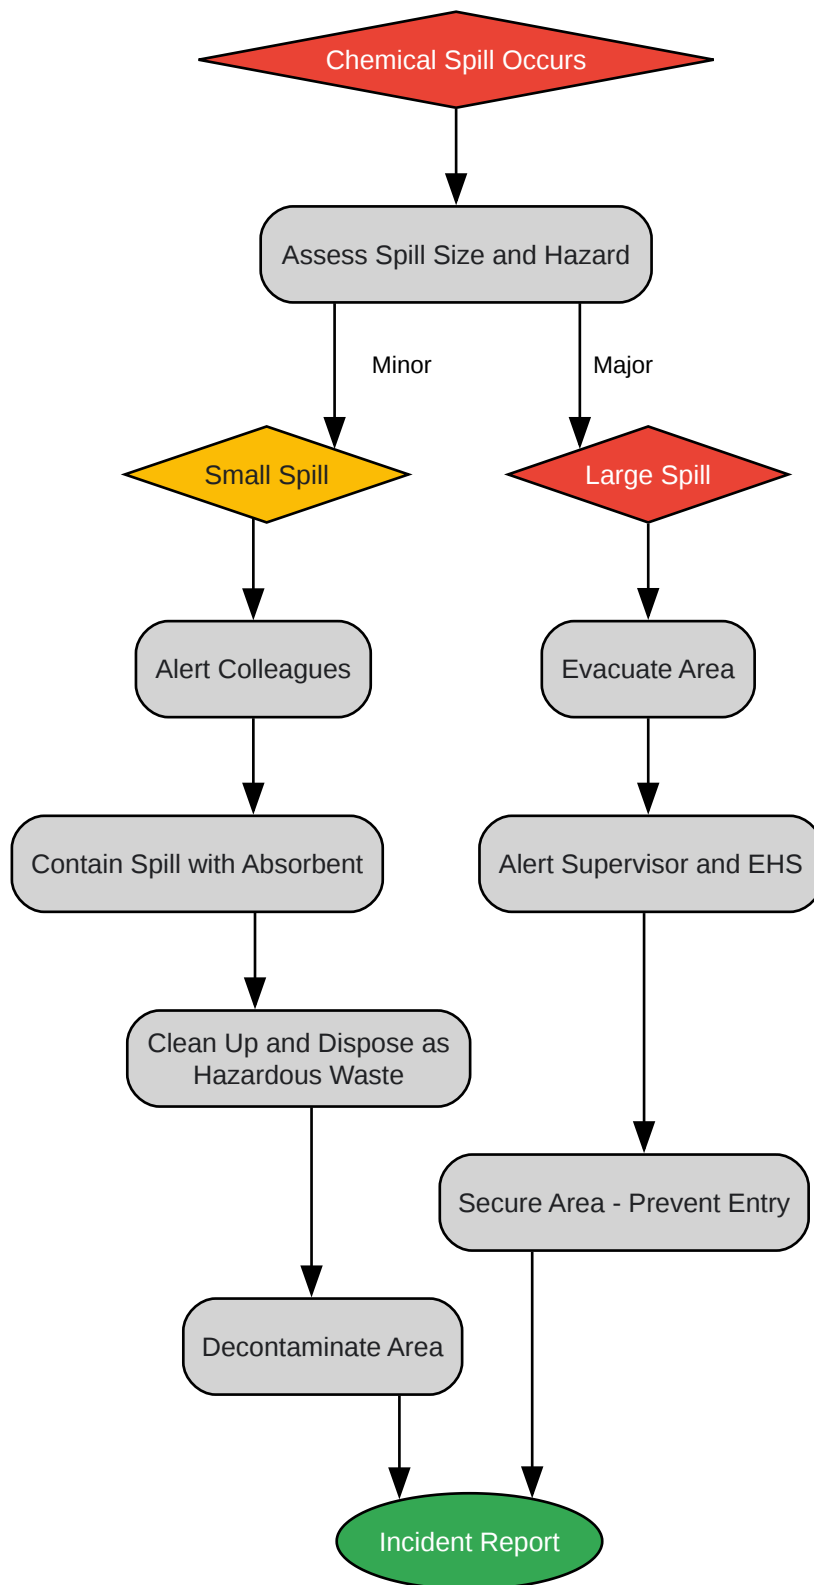 Chemical Spill Occurs
Assess Spill Size and Hazard
Minor
Major
Small Spill
Large Spill
Alert Colleagues
Evacuate Area
Contain Spill with Absorbent
Alert Supervisor and EHS
Clean Up and Dispose as
Hazardous Waste
Secure Area - Prevent Entry
Decontaminate Area
Incident Report